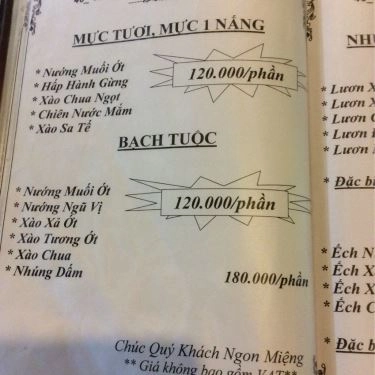 MỰC TƯƠI, MỰC 1 NẮNG
* Nướng Muối Ớt
* Hấp Hành Gừng
* Xào Chua Ngọt
* Chiên Nước Mắm
* Xào Sa Tế
120.000/phần
BẠCH TUỘC
* Nướng Muối Ớt
* Nướng Ngũ Vị
* Xào Xả Ớt
* Xào Tương Ớt
* Xào Chua
* Nhúng Dấm
120.000/phần
180.000/phần
Chúc Quý Khách Ngon Miệng
** Giá không bao gồm VAT**
* Lươn
* Lươn
* Lươn
* Lươn
* Lươn
* Đặc
* Ếch
* Ếch
* Ếch
* Ếch
* Đặc